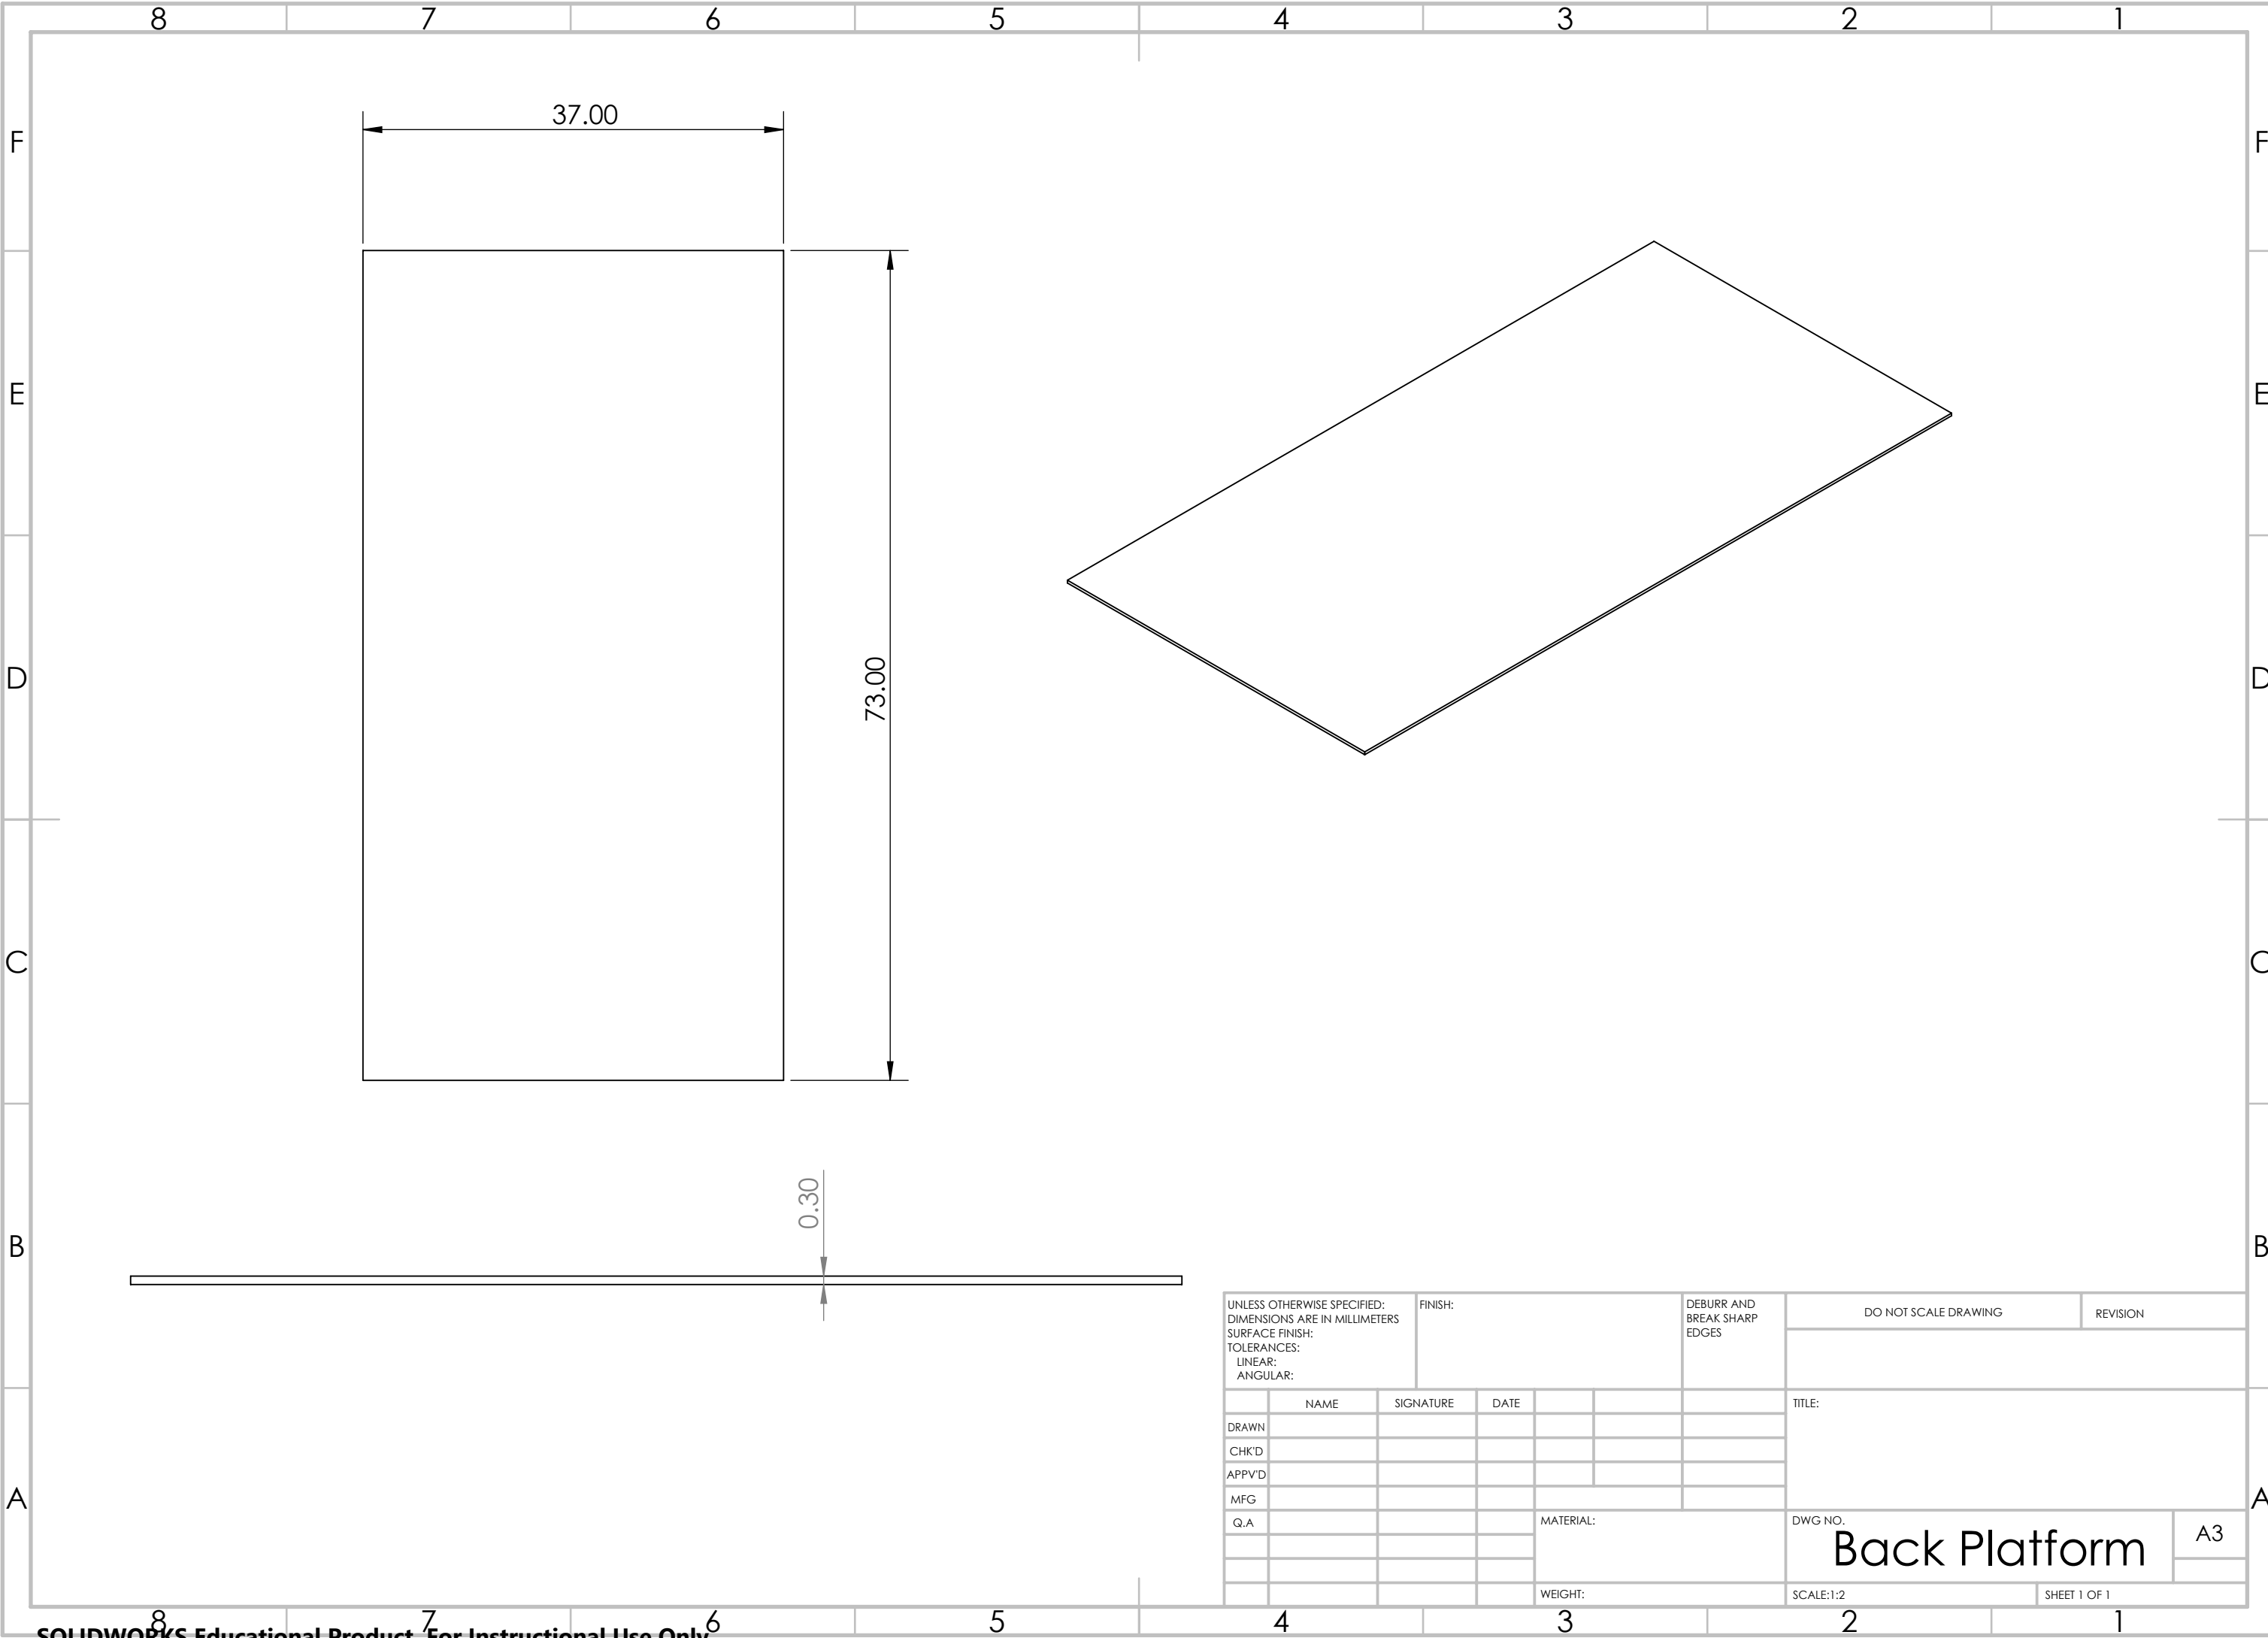 8 7 6 5 4 3 2 1
F F
37.00
E E
D D
73.00
C C
0.30
B B
UNLESS OTHERWISE SPECIFIED:
DIMENSIONS ARE IN MILLIMETERS
SURFACE FINISH:
TOLERANCES:
LINEAR:
ANGULAR:
FINISH:
DEBURR AND
BREAK SHARP
EDGES
DO NOT SCALE DRAWING
REVISION
NAME SIGNATURE DATE
TITLE:
DRAWN
CHK'D
APPV'D
MFG
Q.A
A A
MATERIAL:
DWG NO.
Back Platform
A3
WEIGHT:
SCALE:1:2
SHEET 1 OF 1
8 7 6 5 4 3 2 1
SOLIDWORKS Educational Product. For Instructional Use Only.